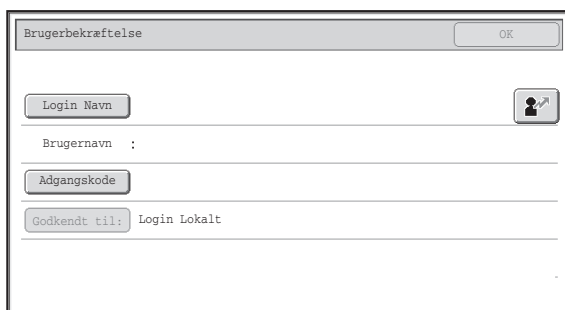 Brugerbekræftelse OK
Login Navn
Brugernavn :
Adgangskode
Godkendt til: Login Lokalt